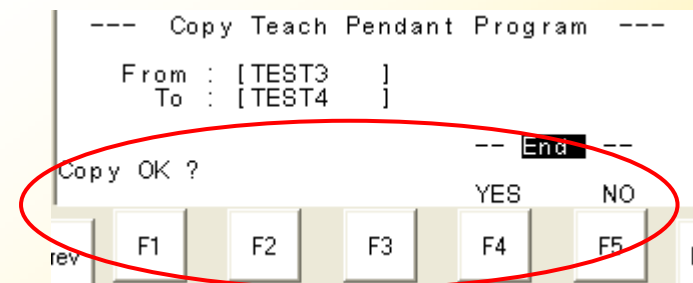 --- Copy Teach Pendant Program ---
From : [TEST3 ]
To : [TEST4 ]
-- End --
Copy OK ?
YES NO
rev F1 F2 F3 F4 F5